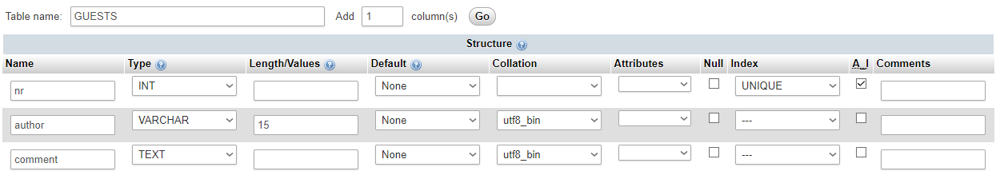 Table name: GUESTS Add 1 column(s) Go
Structure
Name Type Length/Values Default Collation Attributes Null Index A_I Comments
nr INT None UNIQUE
author VARCHAR 15 None utf8_bin ---
comment TEXT None utf8_bin ---